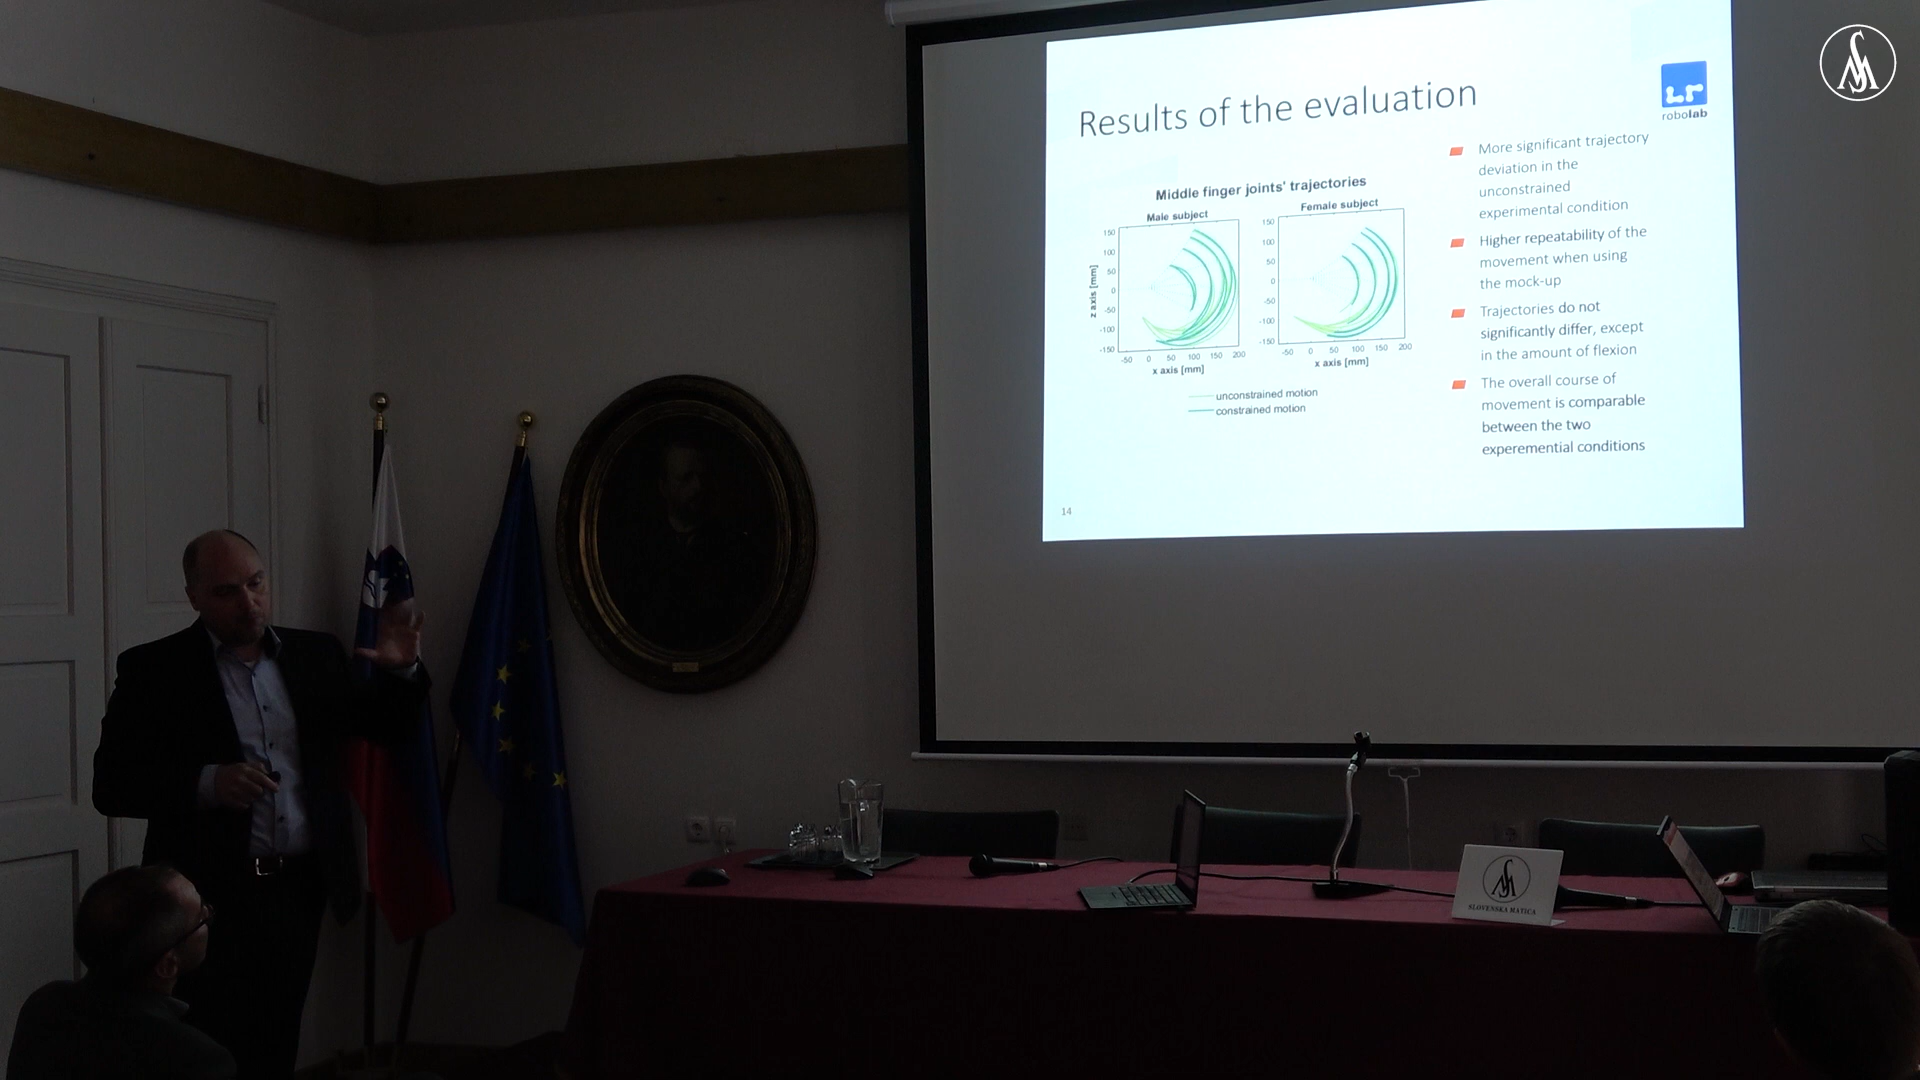 SM
Results of the evaluation
robolab
Middle finger joints' trajectories
Male subject
Female subject
150
100
50
0
-50
-100
-150
z axis [mm]
-50 0 50 100 150 200
x axis [mm]
150
100
50
0
-50
-100
-150
-50 0 50 100 150 200
x axis [mm]
unconstrained motion
constrained motion
More significant trajectory
deviation in the
unconstrained
experimental condition
Higher repeatability of the
movement when using
the mock-up
Trajectories do not
significantly differ, except
in the amount of flexion
The overall course of
movement is comparable
between the two
experemential conditions
14
SM
SLOVENSKA MATICA